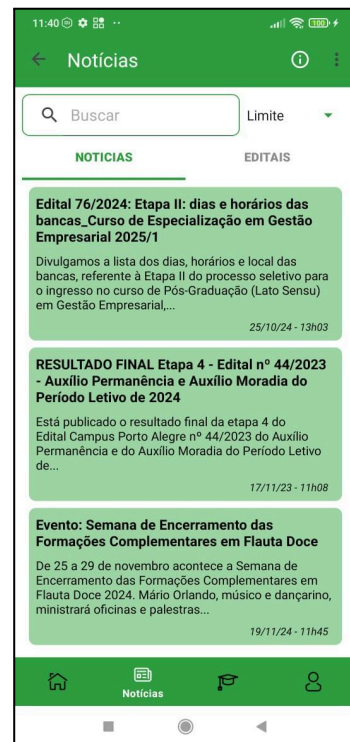 11:40
100
Notícias
Buscar
Limite
NOTICIAS
EDITAIS
Edital 76/2024: Etapa II: dias e horários das
bancas_Curso de Especialização em Gestão
Empresarial 2025/1
Divulgamos a lista dos dias, horários e local das
bancas, referente à Etapa II do processo seletivo para
o ingresso no curso de Pós-Graduação (Lato Sensu)
em Gestão Empresarial,...
25/10/24 - 13h03
RESULTADO FINAL Etapa 4 - Edital nº 44/2023
- Auxílio Permanência e Auxílio Moradia do
Período Letivo de 2024
Está publicado o resultado final da etapa 4 do
Edital Campus Porto Alegre nº 44/2023 do Auxílio
Permanência e do Auxílio Moradia do Período Letivo
de...
17/11/23 - 11h08
Evento: Semana de Encerramento das
Formações Complementares em Flauta Doce
De 25 a 29 de novembro acontece a Semana de
Encerramento das Formações Complementares em
Flauta Doce 2024. Mário Orlando, músico e dançarino,
ministrará oficinas e palestras...
19/11/24 - 11h45
Notícias